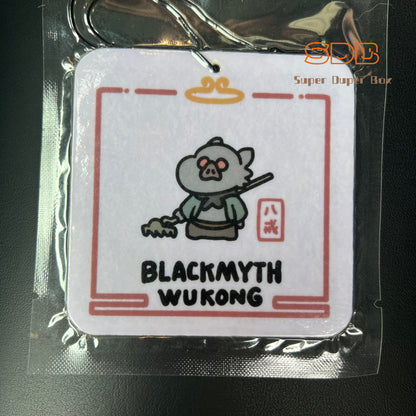 SDB
Super Duper Box
八戒
BLACKMYTH
WUKONG